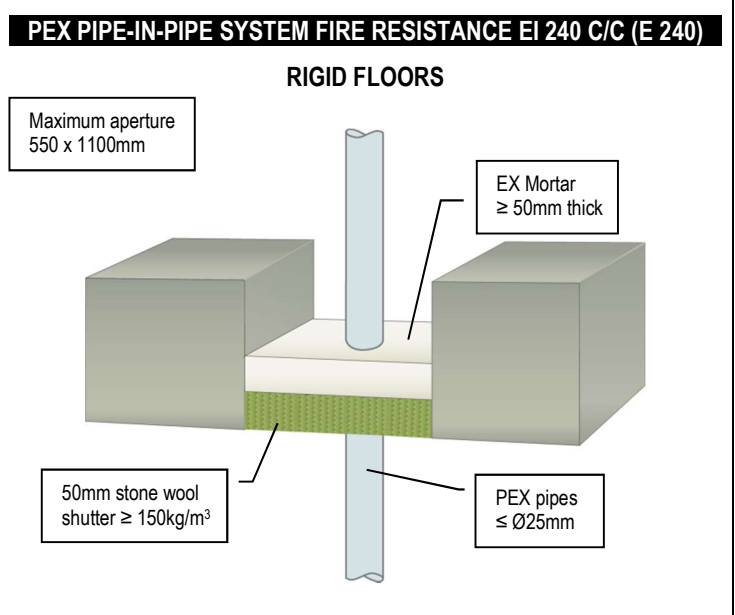 PEX PIPE-IN-PIPE SYSTEM FIRE RESISTANCE EI 240 C/C (E 240)
RIGID FLOORS
Maximum aperture
550 x 1100mm
EX Mortar
≥ 50mm thick
50mm stone wool
shutter ≥ 150kg/m³
PEX pipes
≤ Ø25mm